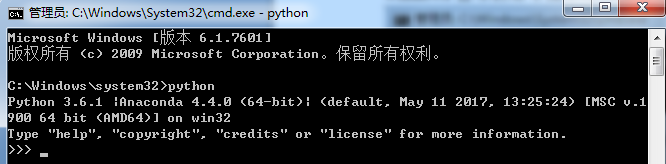 管理员: C:\Windows\System32\cmd.exe - python
Microsoft Windows [版本 6.1.7601]
版权所有 (c) 2009 Microsoft Corporation。保留所有权利。
C:\Windows\system32>python
Python 3.6.1 |Anaconda 4.4.0 (64-bit)| (default, May 11 2017, 13:25:24) [MSC v.1
900 64 bit (AMD64)] on win32
Type "help", "copyright", "credits" or "license" for more information.
>>> _